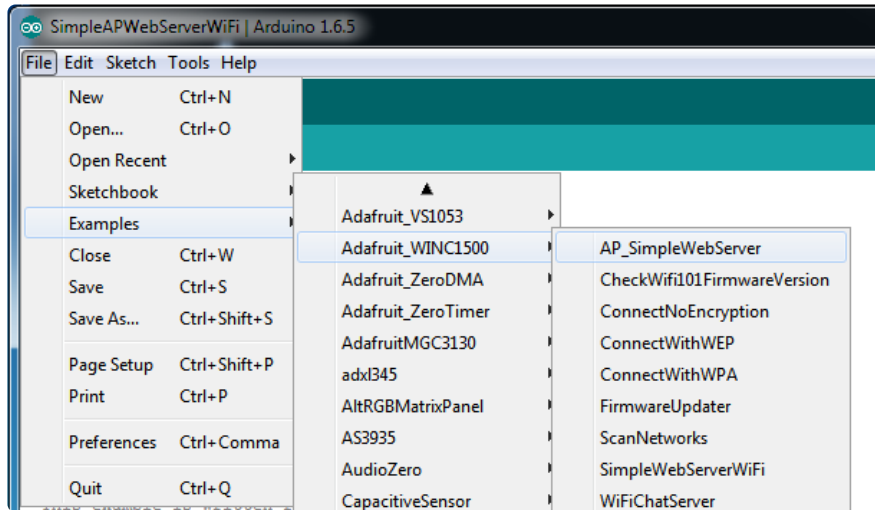 SimpleAPWebServerWiFi | Arduino 1.6.5
File Edit Sketch Tools Help
New Ctrl+N
Open... Ctrl+O
Open Recent
Sketchbook
Examples
Close Ctrl+W
Save Ctrl+S
Save As... Ctrl+Shift+S
Page Setup Ctrl+Shift+P
Print Ctrl+P
Preferences Ctrl+Comma
Quit Ctrl+Q
Adafruit_VS1053
Adafruit_WINC1500
Adafruit_ZeroDMA
Adafruit_ZeroTimer
AdafruitMGC3130
adxl345
AltRGBMatrixPanel
AS3935
AudioZero
CapacitiveSensor
AP_SimpleWebServer
CheckWifi101FirmwareVersion
ConnectNoEncryption
ConnectWithWEP
ConnectWithWPA
FirmwareUpdater
ScanNetworks
SimpleWebServerWiFi
WiFiChatServer